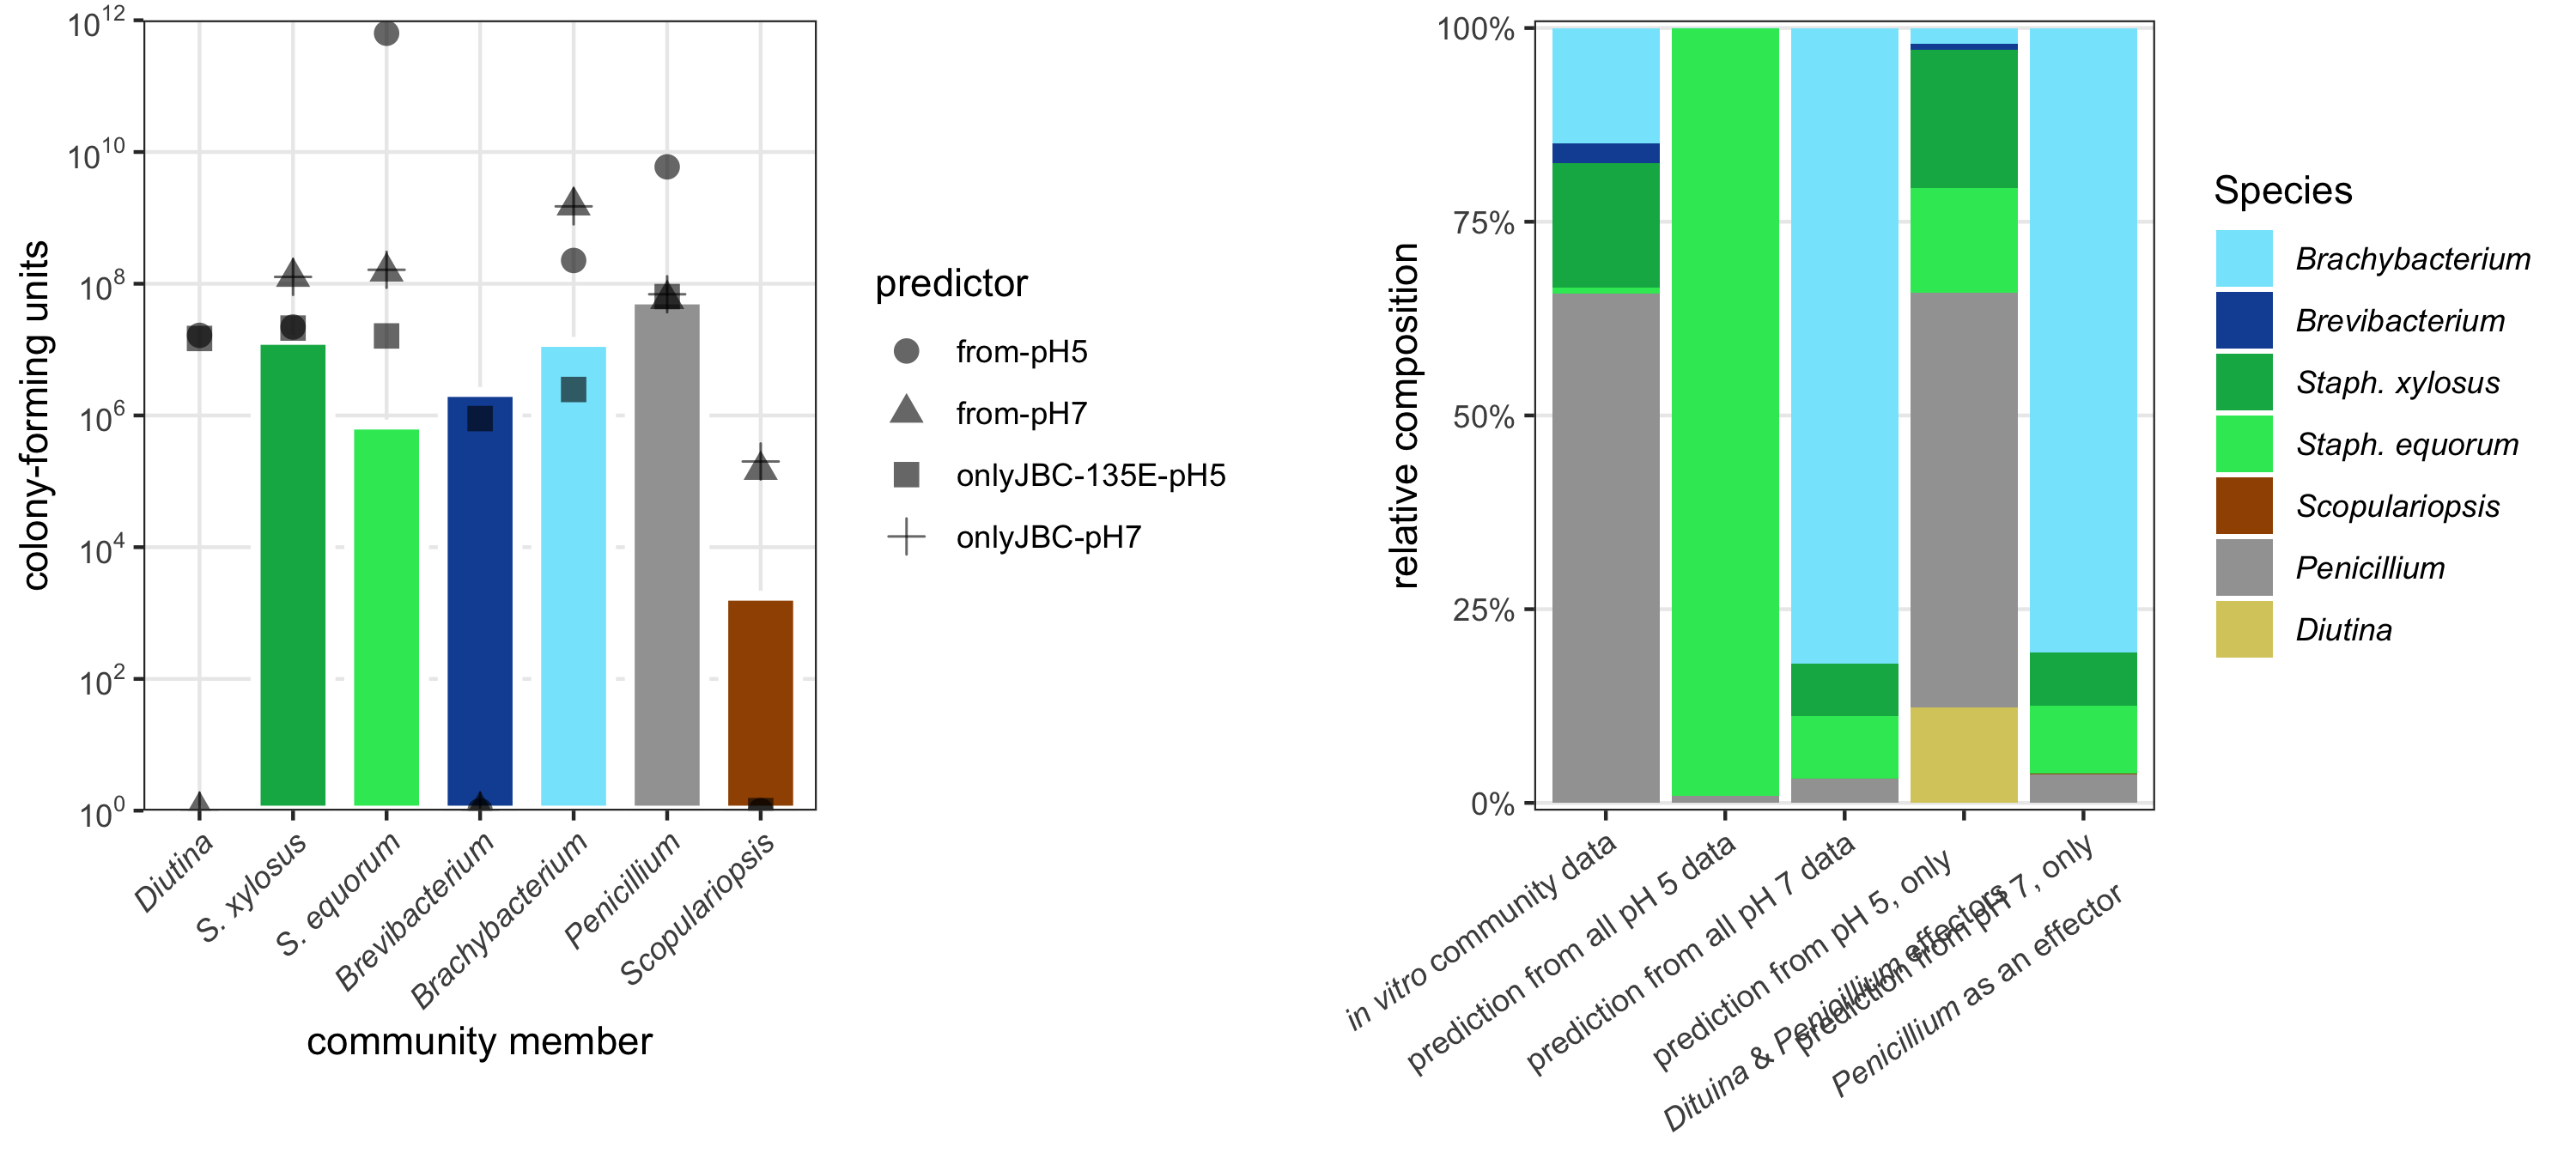 10^12
10^10
10^8
10^6
10^4
10^2
10^0
colony-forming units
Diutina
S. xylosus
S. equorum
Brevibacterium
Brachybacterium
Penicillium
Scopulariopsis
community member
predictor
from-pH5
from-pH7
onlyJBC-135E-pH5
onlyJBC-pH7
100%
75%
50%
25%
0%
relative composition
in vitro community data
prediction from all pH 5 data
prediction from all pH 7 data
prediction from pH 5, only
Dituina & Penicillium effectors
prediction from pH 7, only
Penicillium as an effector
Species
Brachybacterium
Brevibacterium
Staph. xylosus
Staph. equorum
Scopulariopsis
Penicillium
Diutina